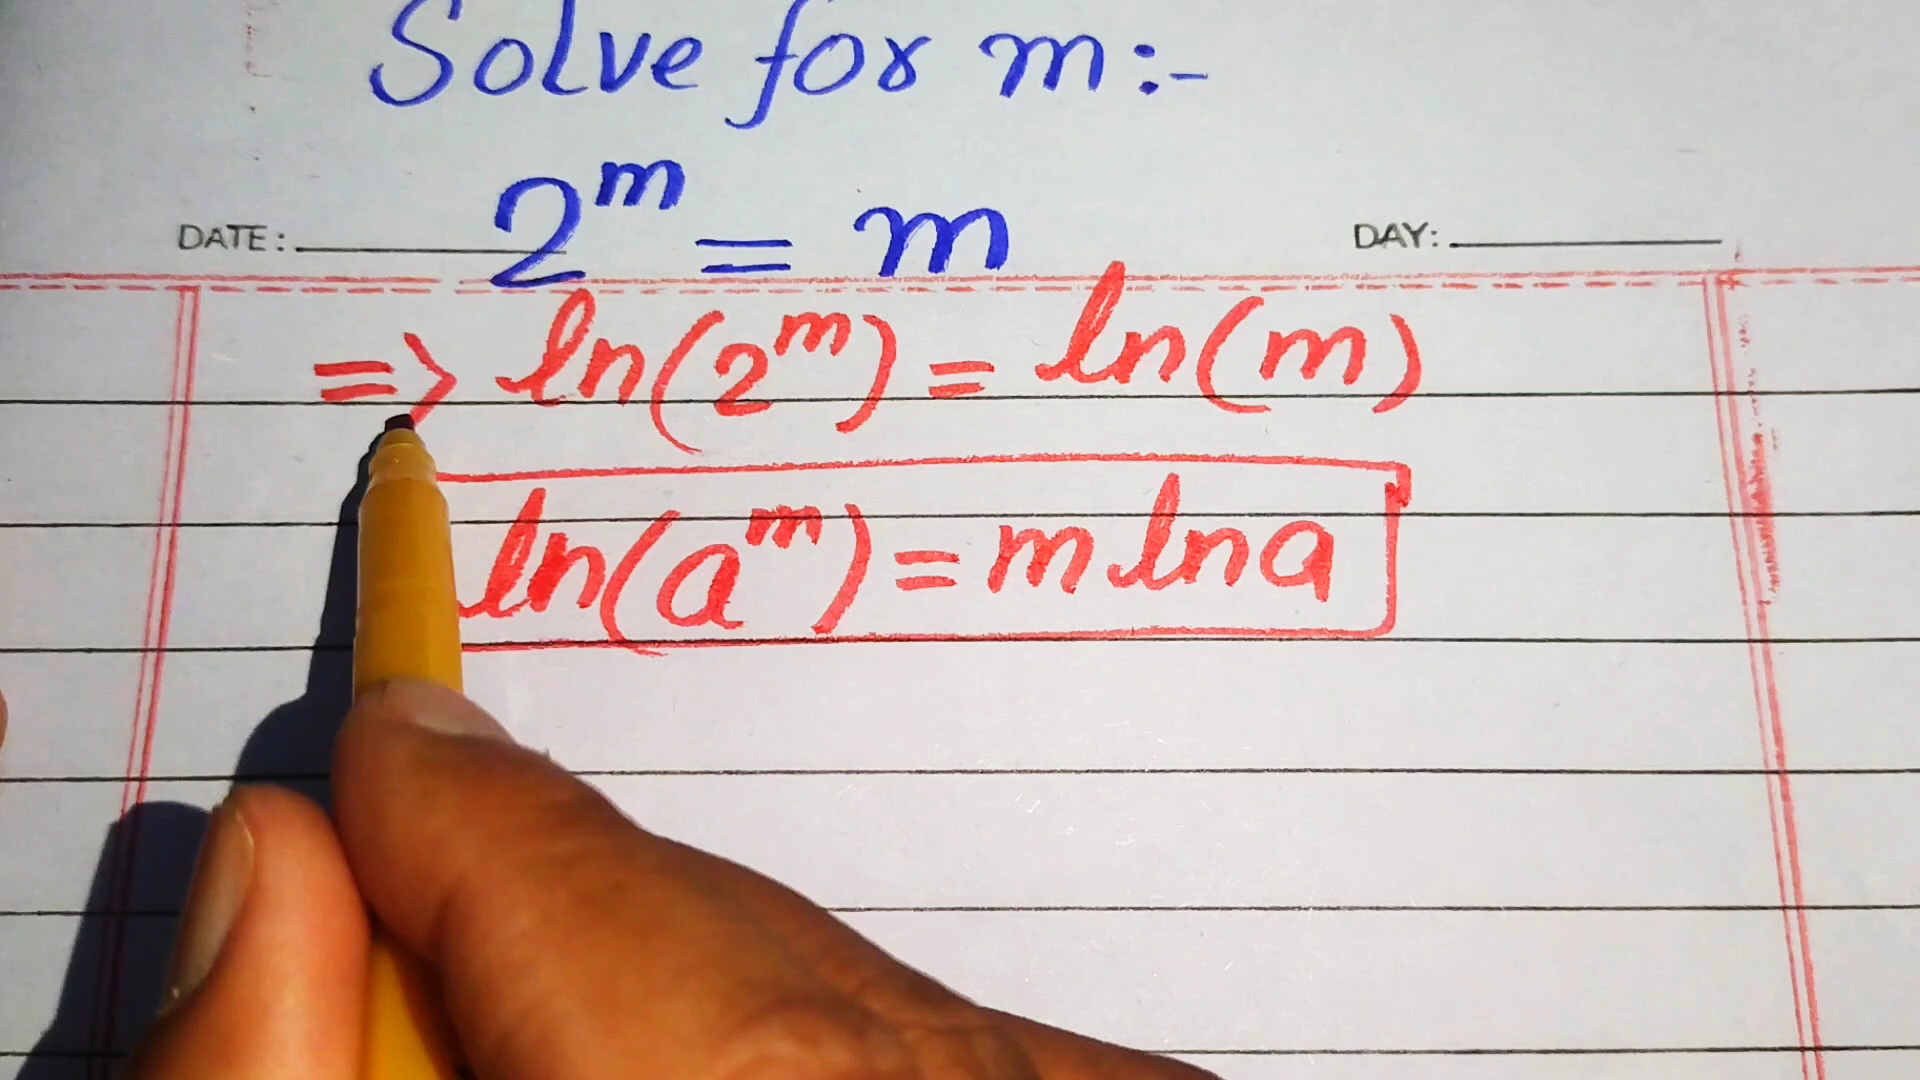 Solve for m:-
2^m = m
DATE: DAY:
=> ln(2^m) = ln(m)
ln(a^m) = m ln a